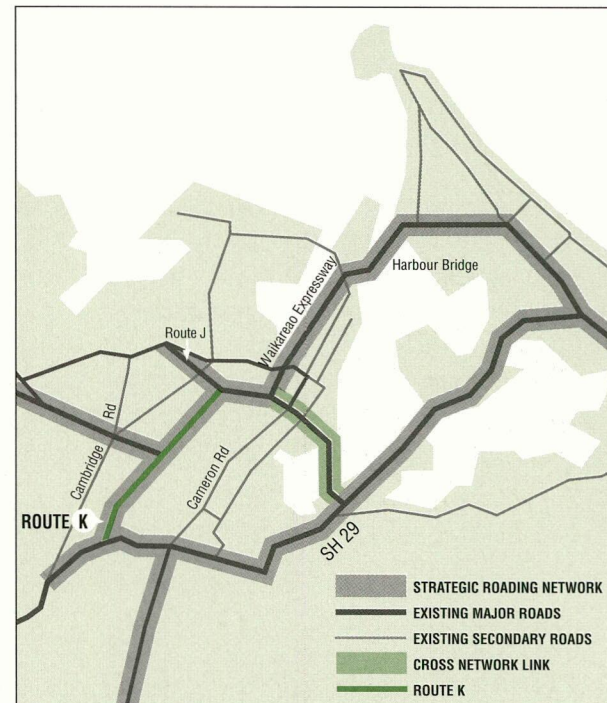 Harbour Bridge
Waikareao Expressway
Route J
Cambridge Rd
Cameron Rd
ROUTE K
SH 29
STRATEGIC ROADING NETWORK
EXISTING MAJOR ROADS
EXISTING SECONDARY ROADS
CROSS NETWORK LINK
ROUTE K